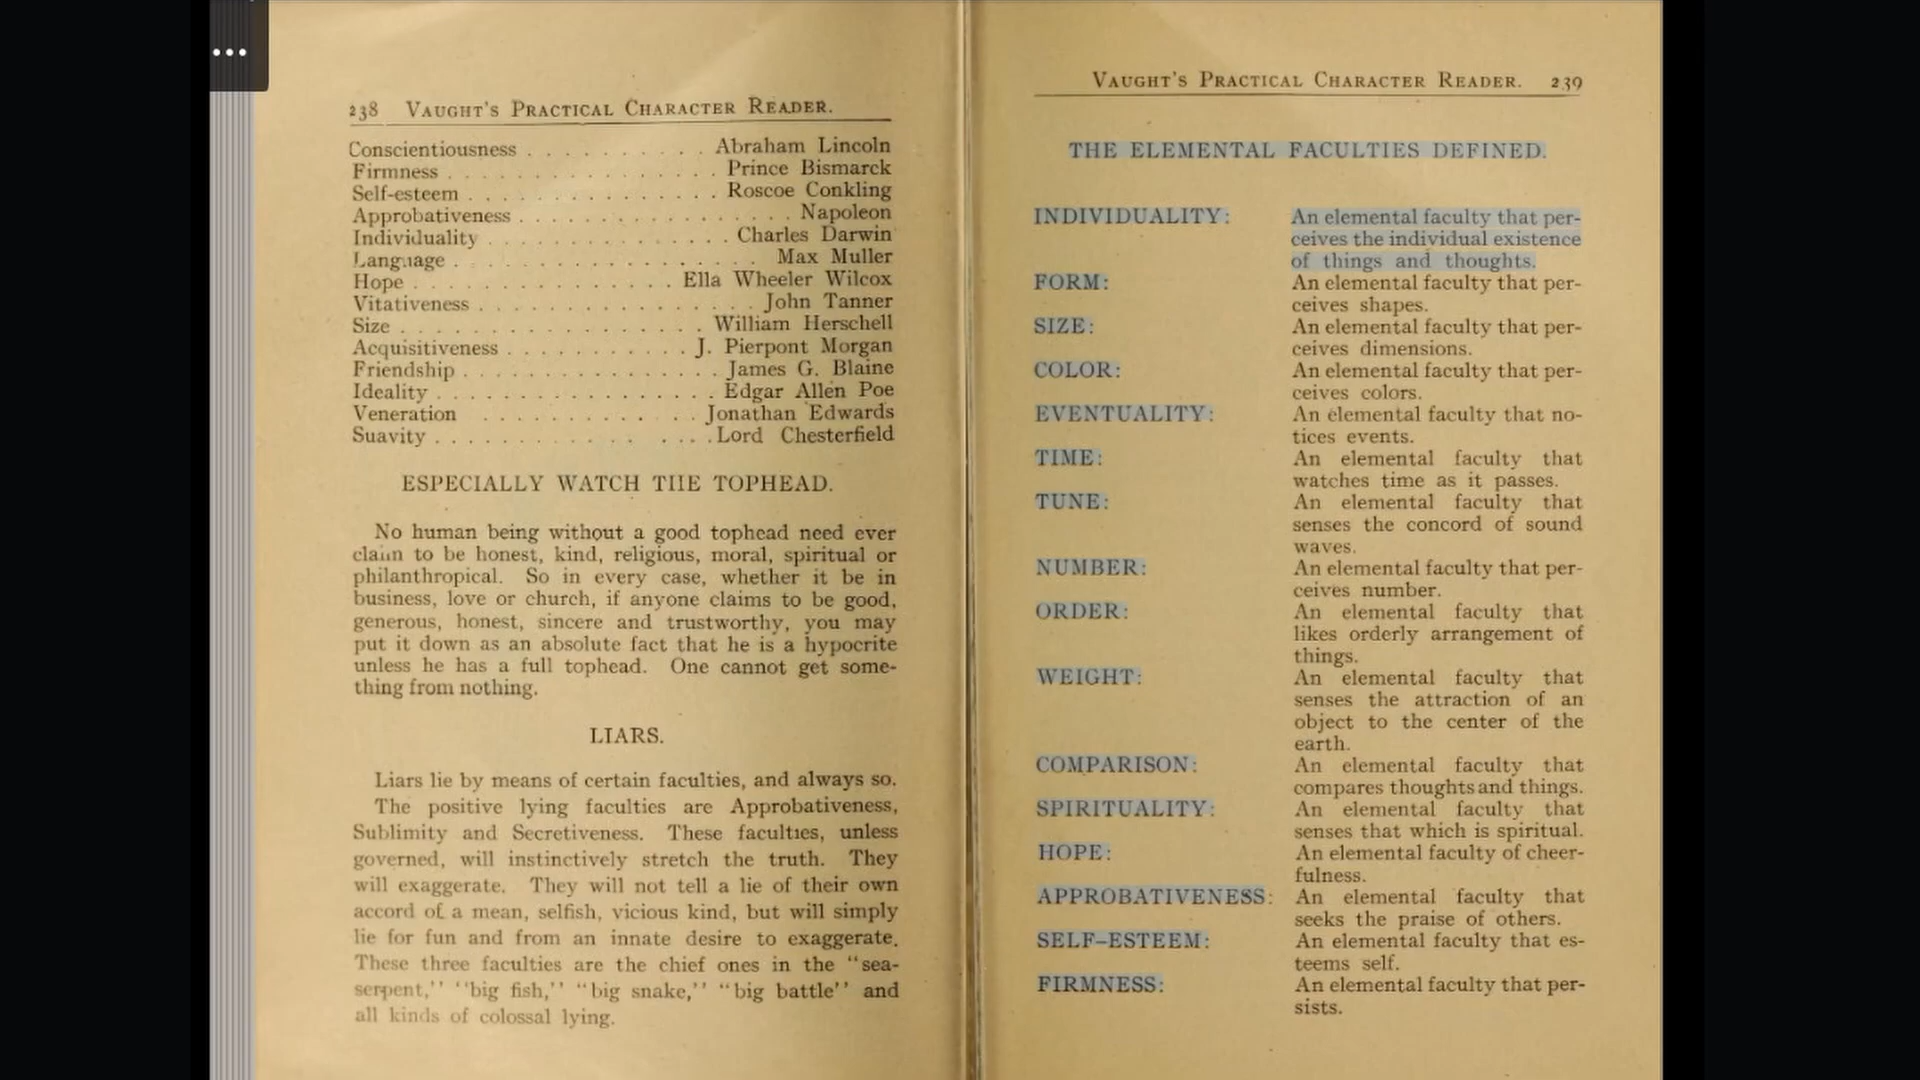 238 VAUGHT'S PRACTICAL CHARACTER READER.
Conscientiousness . . . . . . . . . . Abraham Lincoln
Firmness . . . . . . . . . . . . . . . . Prince Bismarck
Self-esteem . . . . . . . . . . . . . . . Roscoe Conkling
Approbativeness . . . . . . . . . . . . . . . . Napoleon
Individuality . . . . . . . . . . . . . . Charles Darwin
Language . . . . . . . . . . . . . . . . . Max Muller
Hope . . . . . . . . . . . . . . . Ella Wheeler Wilcox
Vitativeness . . . . . . . . . . . . . . . . John Tanner
Size . . . . . . . . . . . . . . . . . . William Herschell
Acquisitiveness . . . . . . . . . . . J. Pierpont Morgan
Friendship . . . . . . . . . . . . . . . James G. Blaine
Ideality . . . . . . . . . . . . . . . . . Edgar Allen Poe
Veneration . . . . . . . . . . . . Jonathan Edwards
Suavity . . . . . . . . . . . . . . . Lord Chesterfield
ESPECIALLY WATCH THE TOPHEAD.
No human being without a good tophead need ever
claim to be honest, kind, religious, moral, spiritual or
philanthropical. So in every case, whether it be in
business, love or church, if anyone claims to be good,
generous, honest, sincere and trustworthy, you may
put it down as an absolute fact that he is a hypocrite
unless he has a full tophead. One cannot get some-
thing from nothing.
LIARS.
Liars lie by means of certain faculties, and always so.
The positive lying faculties are Approbativeness,
Sublimity and Secretiveness. These faculties, unless
governed, will instinctively stretch the truth. They
will exaggerate. They will not tell a lie of their own
accord of a mean, selfish, vicious kind, but will simply
lie for fun and from an innate desire to exaggerate.
These three faculties are the chief ones in the "sea-
serpent," "big fish," "big snake," "big battle" and
all kinds of colossal lying.
VAUGHT'S PRACTICAL CHARACTER READER. 239
THE ELEMENTAL FACULTIES DEFINED.
INDIVIDUALITY: An elemental faculty that per-
ceives the individual existence
of things and thoughts.
FORM: An elemental faculty that per-
ceives shapes.
SIZE: An elemental faculty that per-
ceives dimensions.
COLOR: An elemental faculty that per-
ceives colors.
EVENTUALITY: An elemental faculty that no-
tices events.
TIME: An elemental faculty that
watches time as it passes.
TUNE: An elemental faculty that
senses the concord of sound
waves.
NUMBER: An elemental faculty that per-
ceives number.
ORDER: An elemental faculty that
likes orderly arrangement of
things.
WEIGHT: An elemental faculty that
senses the attraction of an
object to the center of the
earth.
COMPARISON: An elemental faculty that
compares thoughts and things.
SPIRITUALITY: An elemental faculty that
senses that which is spiritual.
HOPE: An elemental faculty of cheer-
fulness.
APPROBATIVENESS: An elemental faculty that
seeks the praise of others.
SELF-ESTEEM: An elemental faculty that es-
teems self.
FIRMNESS: An elemental faculty that per-
sists.